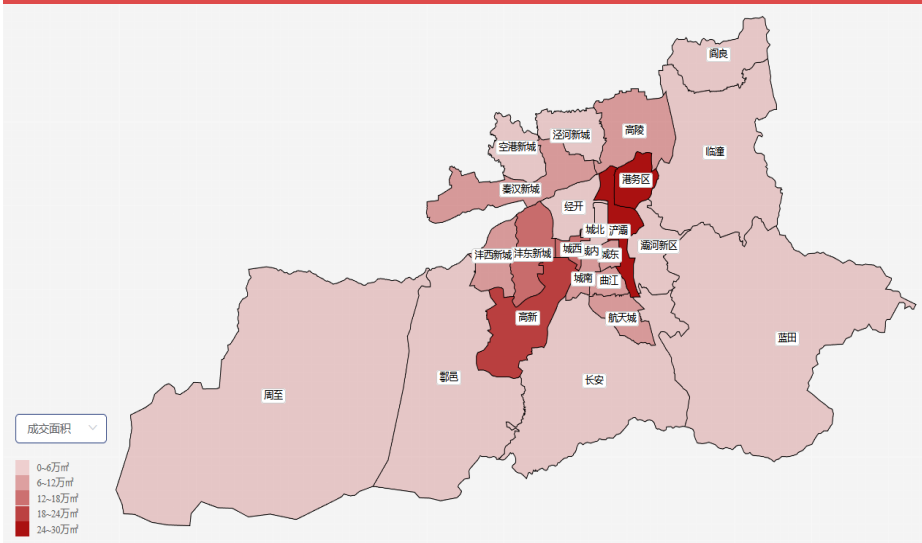 阎良
高陵
泾河新城
空港新城
临潼
港务区
秦汉新城
经开
城北
浐灞
灞河新区
城西
城内
城东
沣西新城
沣东新城
城南
曲江
高新
航天城
蓝田
长安
鄠邑
周至
成交面积
0~6万㎡
6~12万㎡
12~18万㎡
18~24万㎡
24~30万㎡